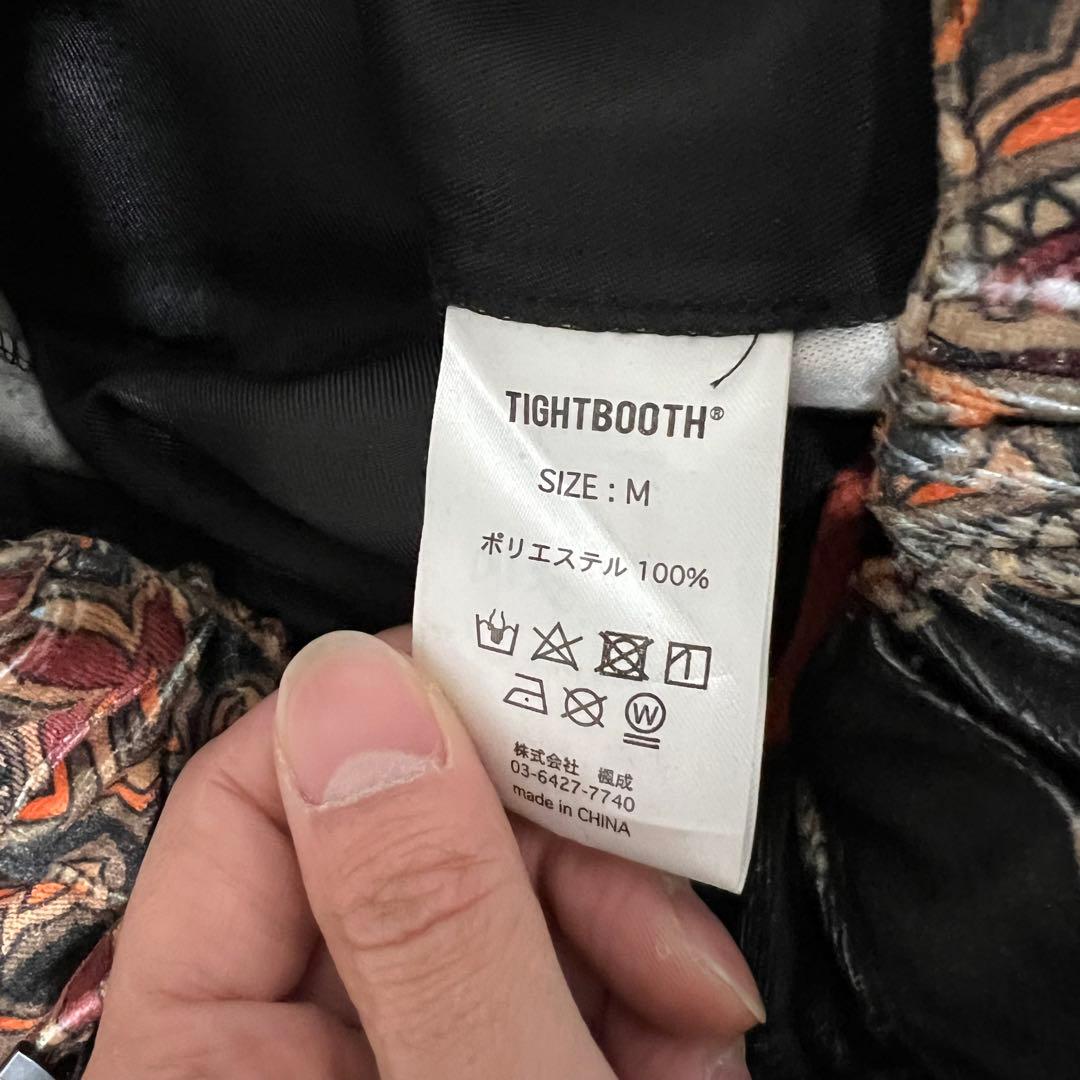 TIGHTBOOTH®
SIZE : M
ポリエステル 100%
W
株式会社 楓成
03-6427-7740
made in CHINA